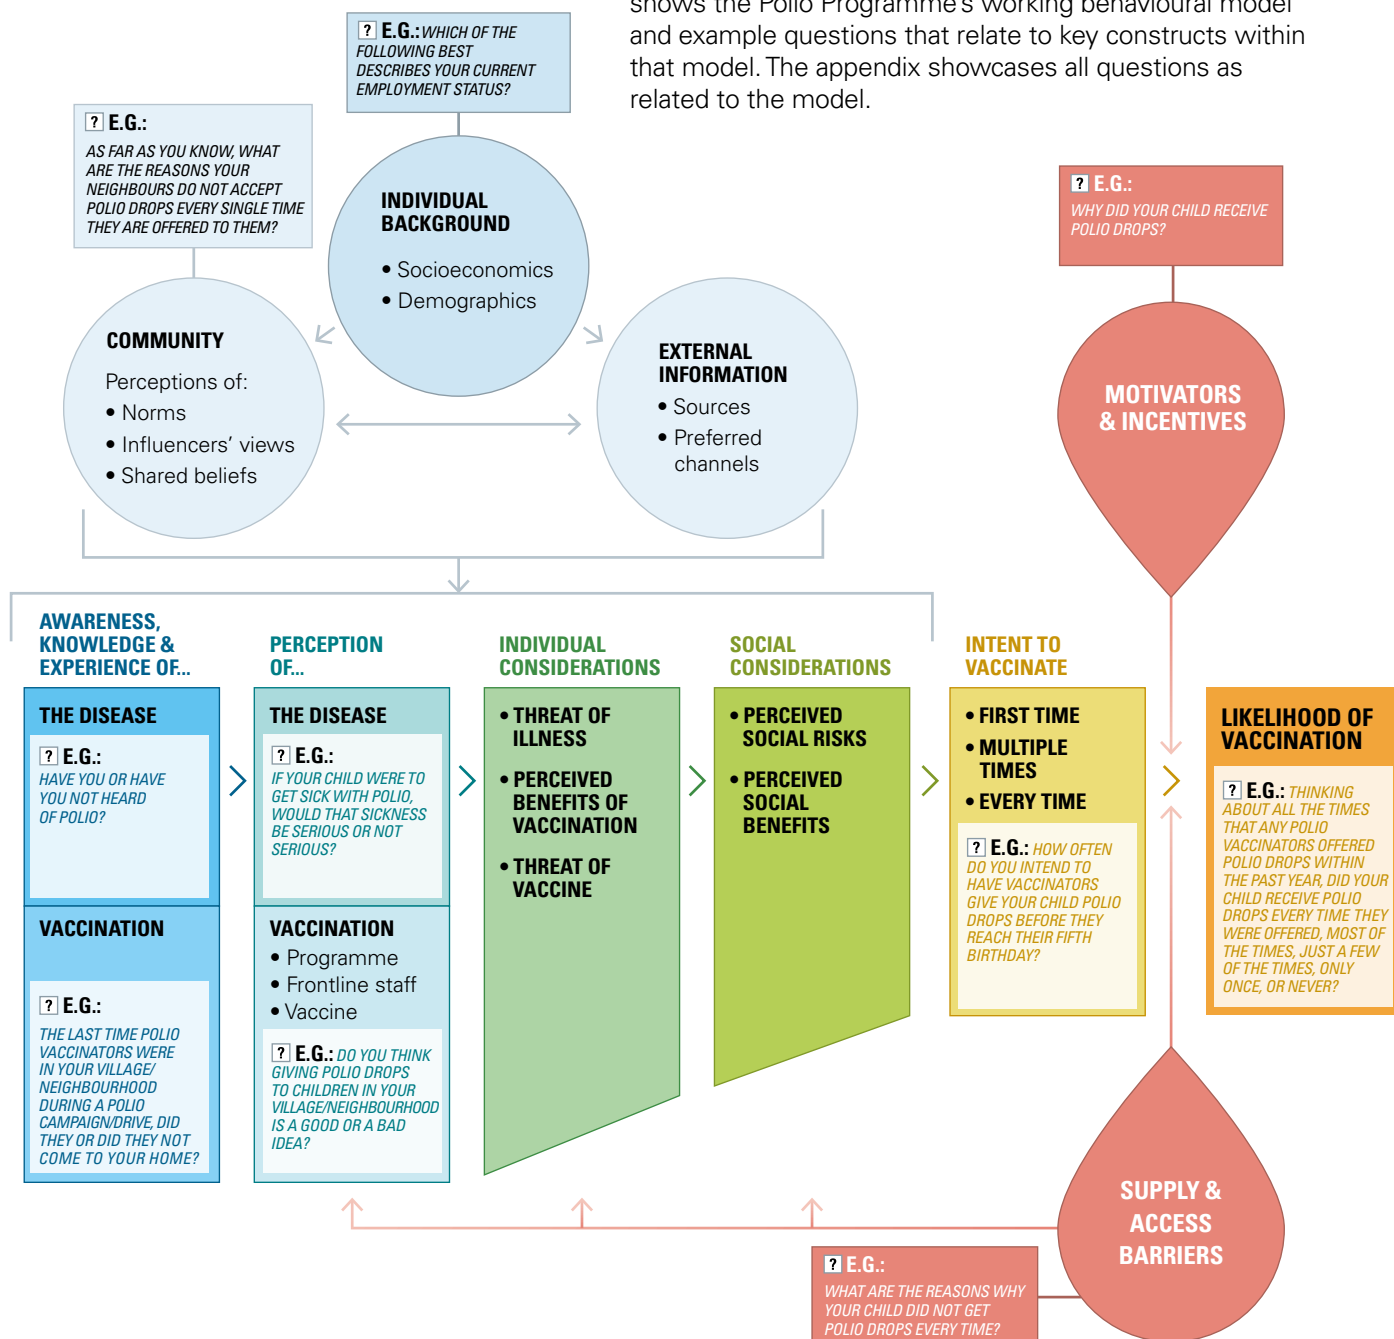 shows the Polio Programme's working behavioural model
and example questions that relate to key constructs within
that model. The appendix showcases all questions as
related to the model.
? E.G.: WHICH OF THE
FOLLOWING BEST
DESCRIBES YOUR CURRENT
EMPLOYMENT STATUS?
? E.G.:
AS FAR AS YOU KNOW, WHAT
ARE THE REASONS YOUR
NEIGHBOURS DO NOT ACCEPT
POLIO DROPS EVERY SINGLE TIME
THEY ARE OFFERED TO THEM?
INDIVIDUAL
BACKGROUND
• Socioeconomics
• Demographics
COMMUNITY
Perceptions of:
• Norms
• Influencers' views
• Shared beliefs
EXTERNAL
INFORMATION
• Sources
• Preferred
channels
? E.G.:
WHY DID YOUR CHILD RECEIVE
POLIO DROPS?
MOTIVATORS
& INCENTIVES
AWARENESS,
KNOWLEDGE &
EXPERIENCE OF...
THE DISEASE
? E.G.:
HAVE YOU OR HAVE
YOU NOT HEARD
OF POLIO?
VACCINATION
? E.G.:
THE LAST TIME POLIO
VACCINATORS WERE
IN YOUR VILLAGE/
NEIGHBOURHOOD
DURING A POLIO
CAMPAIGN/DRIVE, DID
THEY OR DID THEY NOT
COME TO YOUR HOME?
PERCEPTION
OF...
THE DISEASE
? E.G.:
IF YOUR CHILD WERE TO
GET SICK WITH POLIO,
WOULD THAT SICKNESS
BE SERIOUS OR NOT
SERIOUS?
VACCINATION
• Programme
• Frontline staff
• Vaccine
? E.G.: DO YOU THINK
GIVING POLIO DROPS
TO CHILDREN IN YOUR
VILLAGE/NEIGHBOURHOOD
IS A GOOD OR A BAD
IDEA?
INDIVIDUAL
CONSIDERATIONS
• THREAT OF
ILLNESS
• PERCEIVED
BENEFITS OF
VACCINATION
• THREAT OF
VACCINE
SOCIAL
CONSIDERATIONS
• PERCEIVED
SOCIAL RISKS
• PERCEIVED
SOCIAL
BENEFITS
INTENT TO
VACCINATE
• FIRST TIME
• MULTIPLE
TIMES
• EVERY TIME
? E.G.: HOW OFTEN
DO YOU INTEND TO
HAVE VACCINATORS
GIVE YOUR CHILD POLIO
DROPS BEFORE THEY
REACH THEIR FIFTH
BIRTHDAY?
LIKELIHOOD OF
VACCINATION
? E.G.: THINKING
ABOUT ALL THE TIMES
THAT ANY POLIO
VACCINATORS OFFERED
POLIO DROPS WITHIN
THE PAST YEAR, DID YOUR
CHILD RECEIVE POLIO
DROPS EVERY TIME THEY
WERE OFFERED, MOST OF
THE TIMES, JUST A FEW
OF THE TIMES, ONLY
ONCE, OR NEVER?
SUPPLY &
ACCESS
BARRIERS
? E.G.:
WHAT ARE THE REASONS WHY
YOUR CHILD DID NOT GET
POLIO DROPS EVERY TIME?